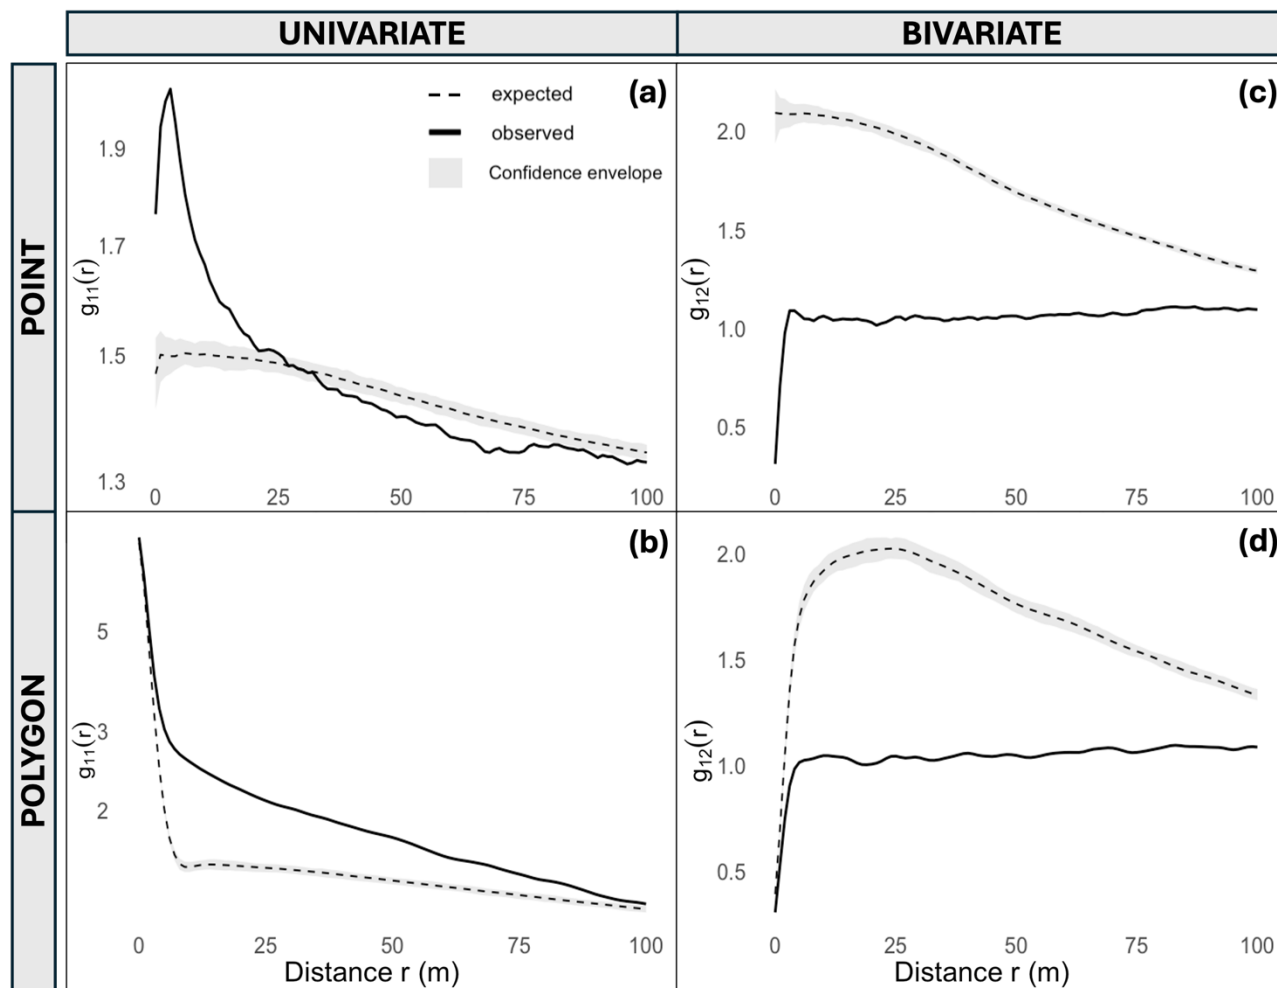 UNIVARIATE
BIVARIATE
POINT
(a)
expected
observed
Confidence envelope
g11(r)
1.9
1.7
1.5
1.3
0 25 50 75 100
(c)
g12(r)
2.0
1.5
1.0
0.5
0 25 50 75 100
POLYGON
(b)
g11(r)
5
3
2
0 25 50 75 100
Distance r (m)
(d)
g12(r)
2.0
1.5
1.0
0.5
0 25 50 75 100
Distance r (m)